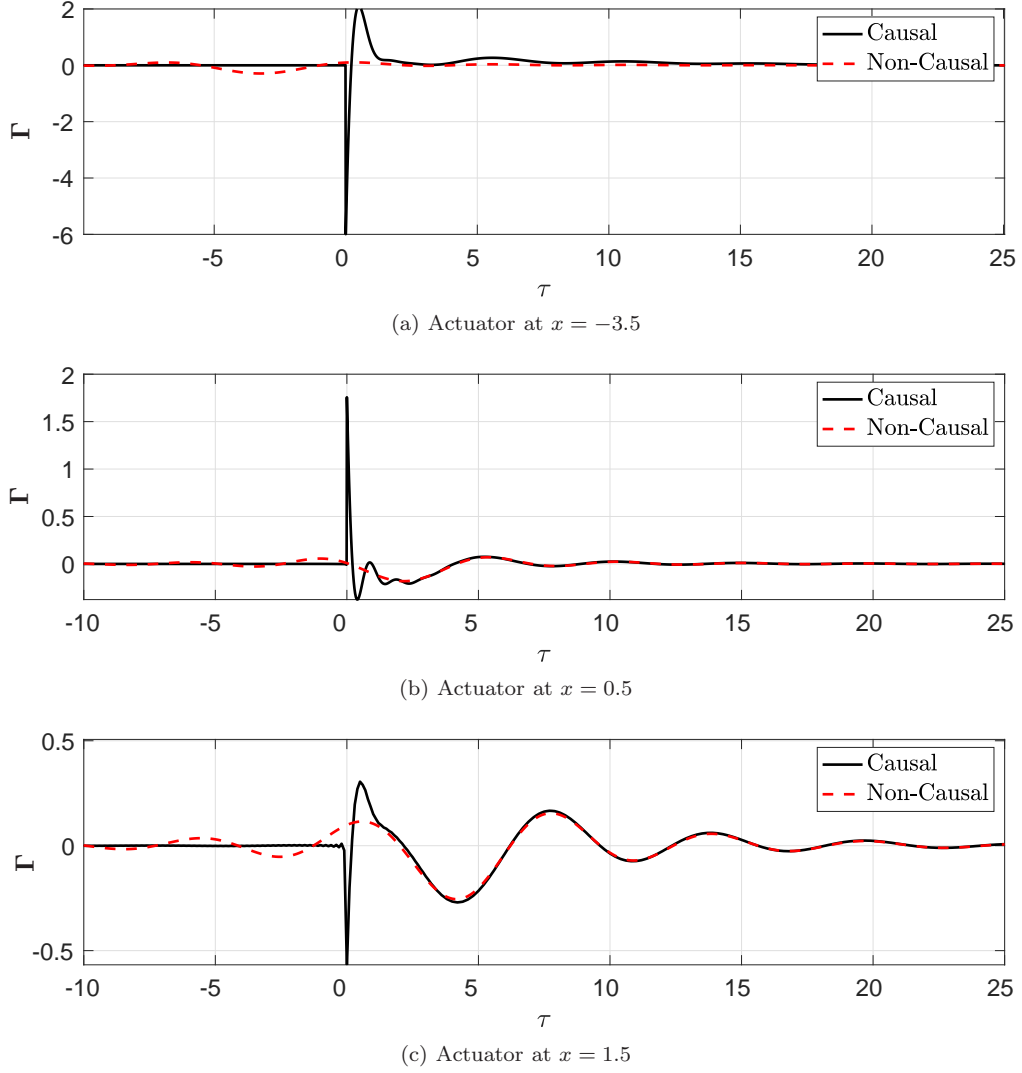 2
0
-2
-4
-6
Γ
-5 0 5 10 15 20 25
τ
Causal
Non-Causal
(a) Actuator at x = −3.5
2
1.5
1
0.5
0
Γ
-10 -5 0 5 10 15 20 25
τ
Causal
Non-Causal
(b) Actuator at x = 0.5
0.5
0
-0.5
Γ
-10 -5 0 5 10 15 20 25
τ
Causal
Non-Causal
(c) Actuator at x = 1.5